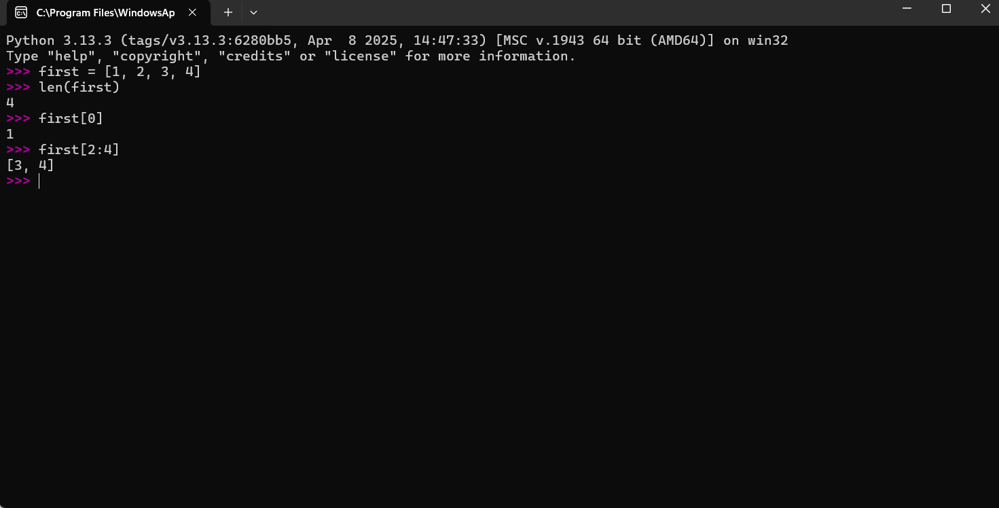 C:\Program Files\WindowsAp
Python 3.13.3 (tags/v3.13.3:6280bb5, Apr  8 2025, 14:47:33) [MSC v.1943 64 bit (AMD64)] on win32
Type "help", "copyright", "credits" or "license" for more information.
>>> first = [1, 2, 3, 4]
>>> len(first)
4
>>> first[0]
1
>>> first[2:4]
[3, 4]
>>>